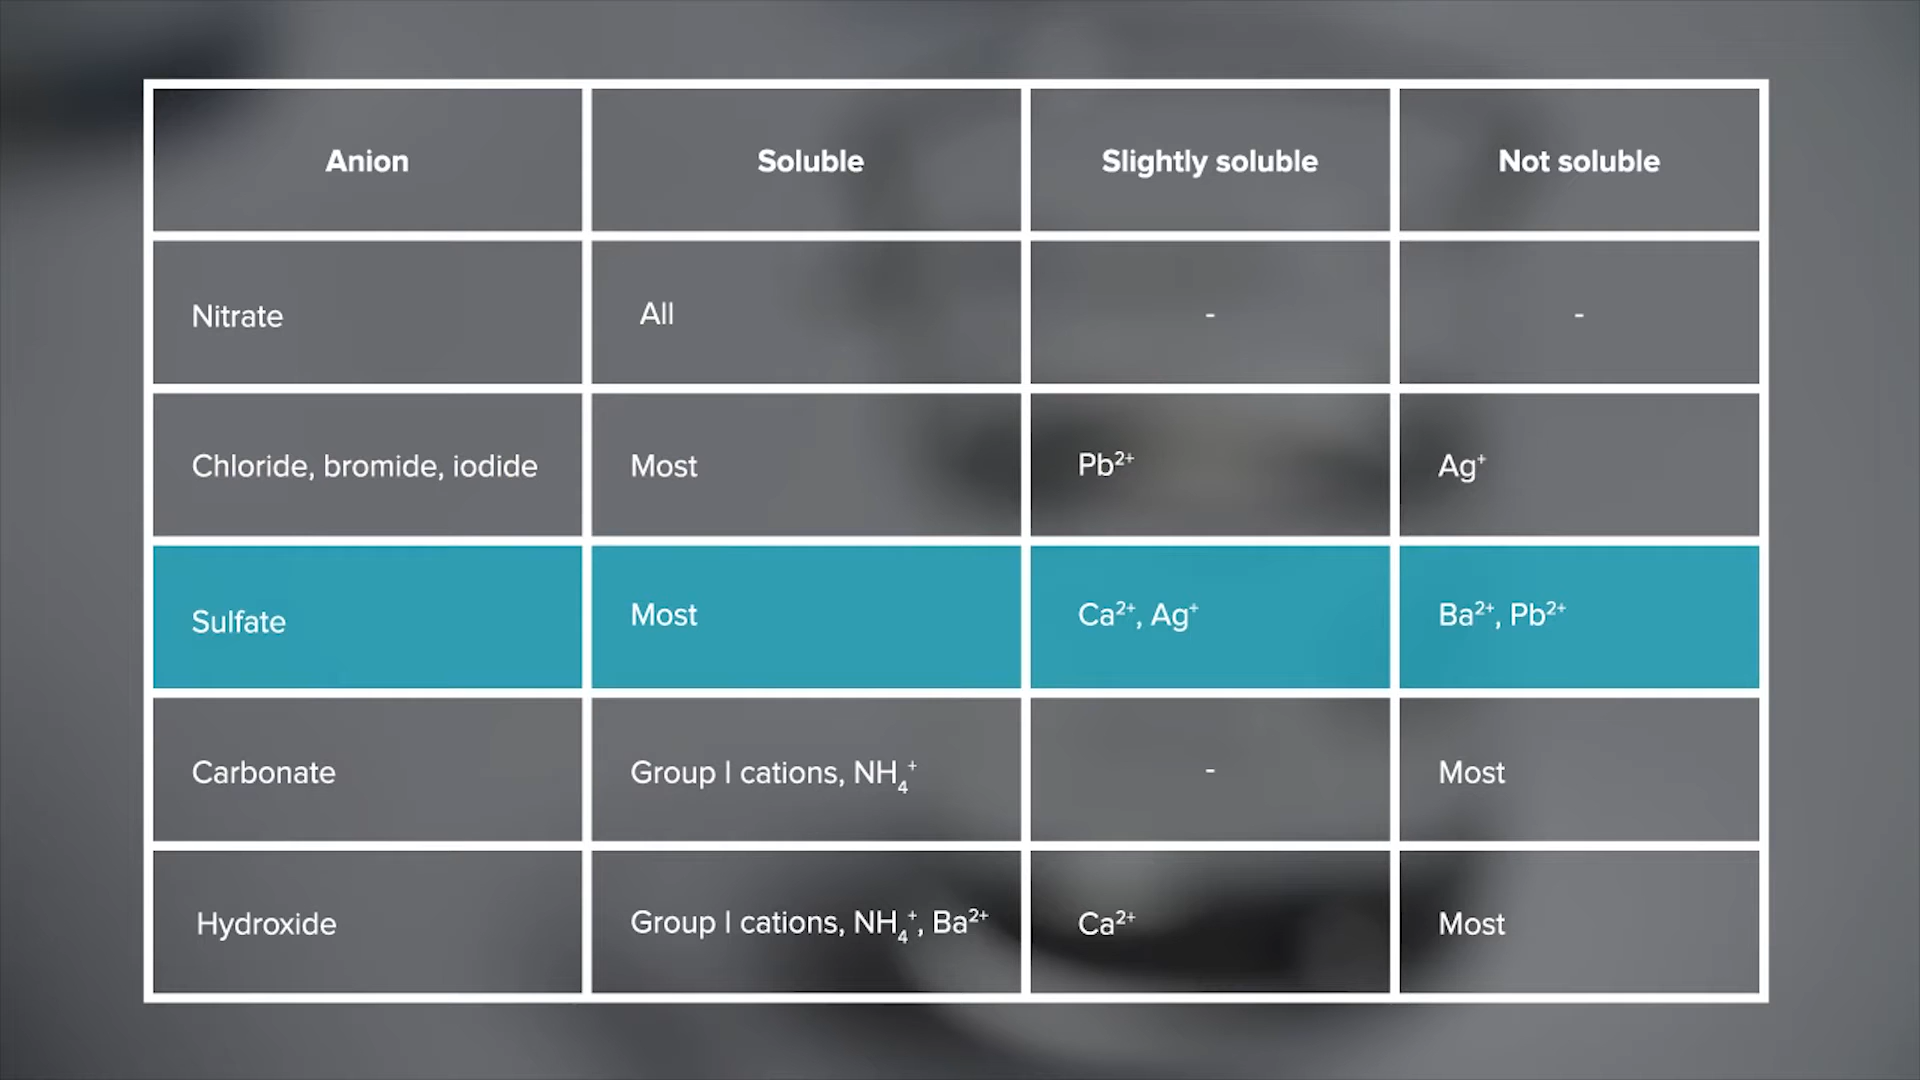 Anion Soluble Slightly soluble Not soluble
Nitrate All - -
Chloride, bromide, iodide Most Pb²⁺ Ag⁺
Sulfate Most Ca²⁺, Ag⁺ Ba²⁺, Pb²⁺
Carbonate Group I cations, NH₄⁺ - Most
Hydroxide Group I cations, NH₄⁺, Ba²⁺ Ca²⁺ Most